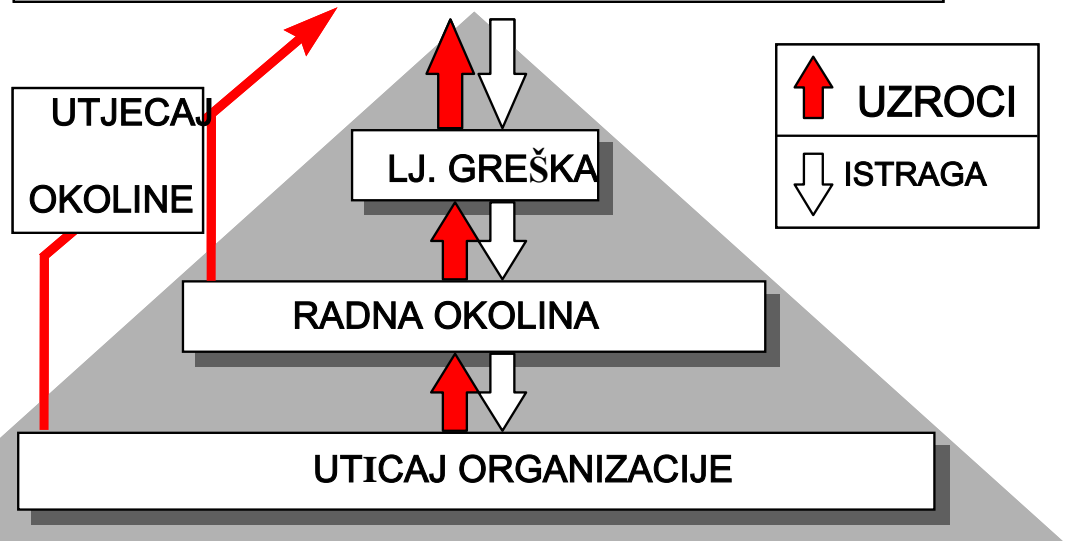 UTJECAJ
OKOLINE
UZROCI
ISTRAGA
LJ. GREŠKA
RADNA OKOLINA
UTICAJ ORGANIZACIJE